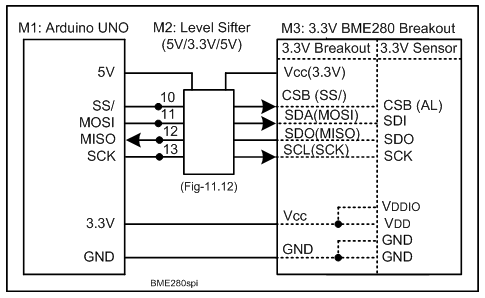 M1: Arduino UNO
M2: Level Sifter
(5V/3.3V/5V)
M3: 3.3V BME280 Breakout
3.3V Breakout
3.3V Sensor
5V
Vcc(3.3V)
SS/
10
CSB (SS/)
CSB (AL)
MOSI
11
SDA(MOSI)
SDI
MISO
12
SDO(MISO)
SDO
SCK
13
SCL(SCK)
SCK
(Fig-11.12)
3.3V
Vcc
VDDIO
VDD
GND
GND
GND
GND
BME280spi